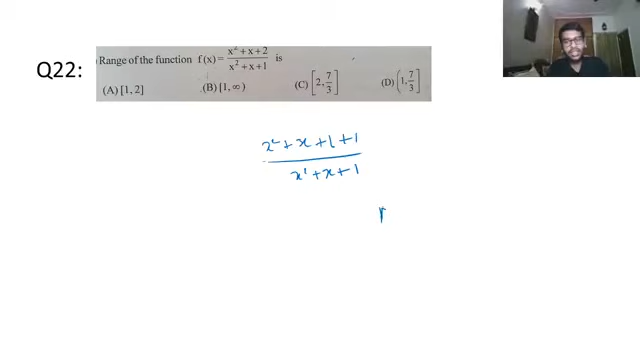 Q22:
Range of the function f(x) = x² + x + 2 / x² + x + 1 is
(A) [1, 2] (B) [1, ∞) (C) [2, 7/3] (D) (1, 7/3]
x² + x + 1 + 1
x² + x + 1